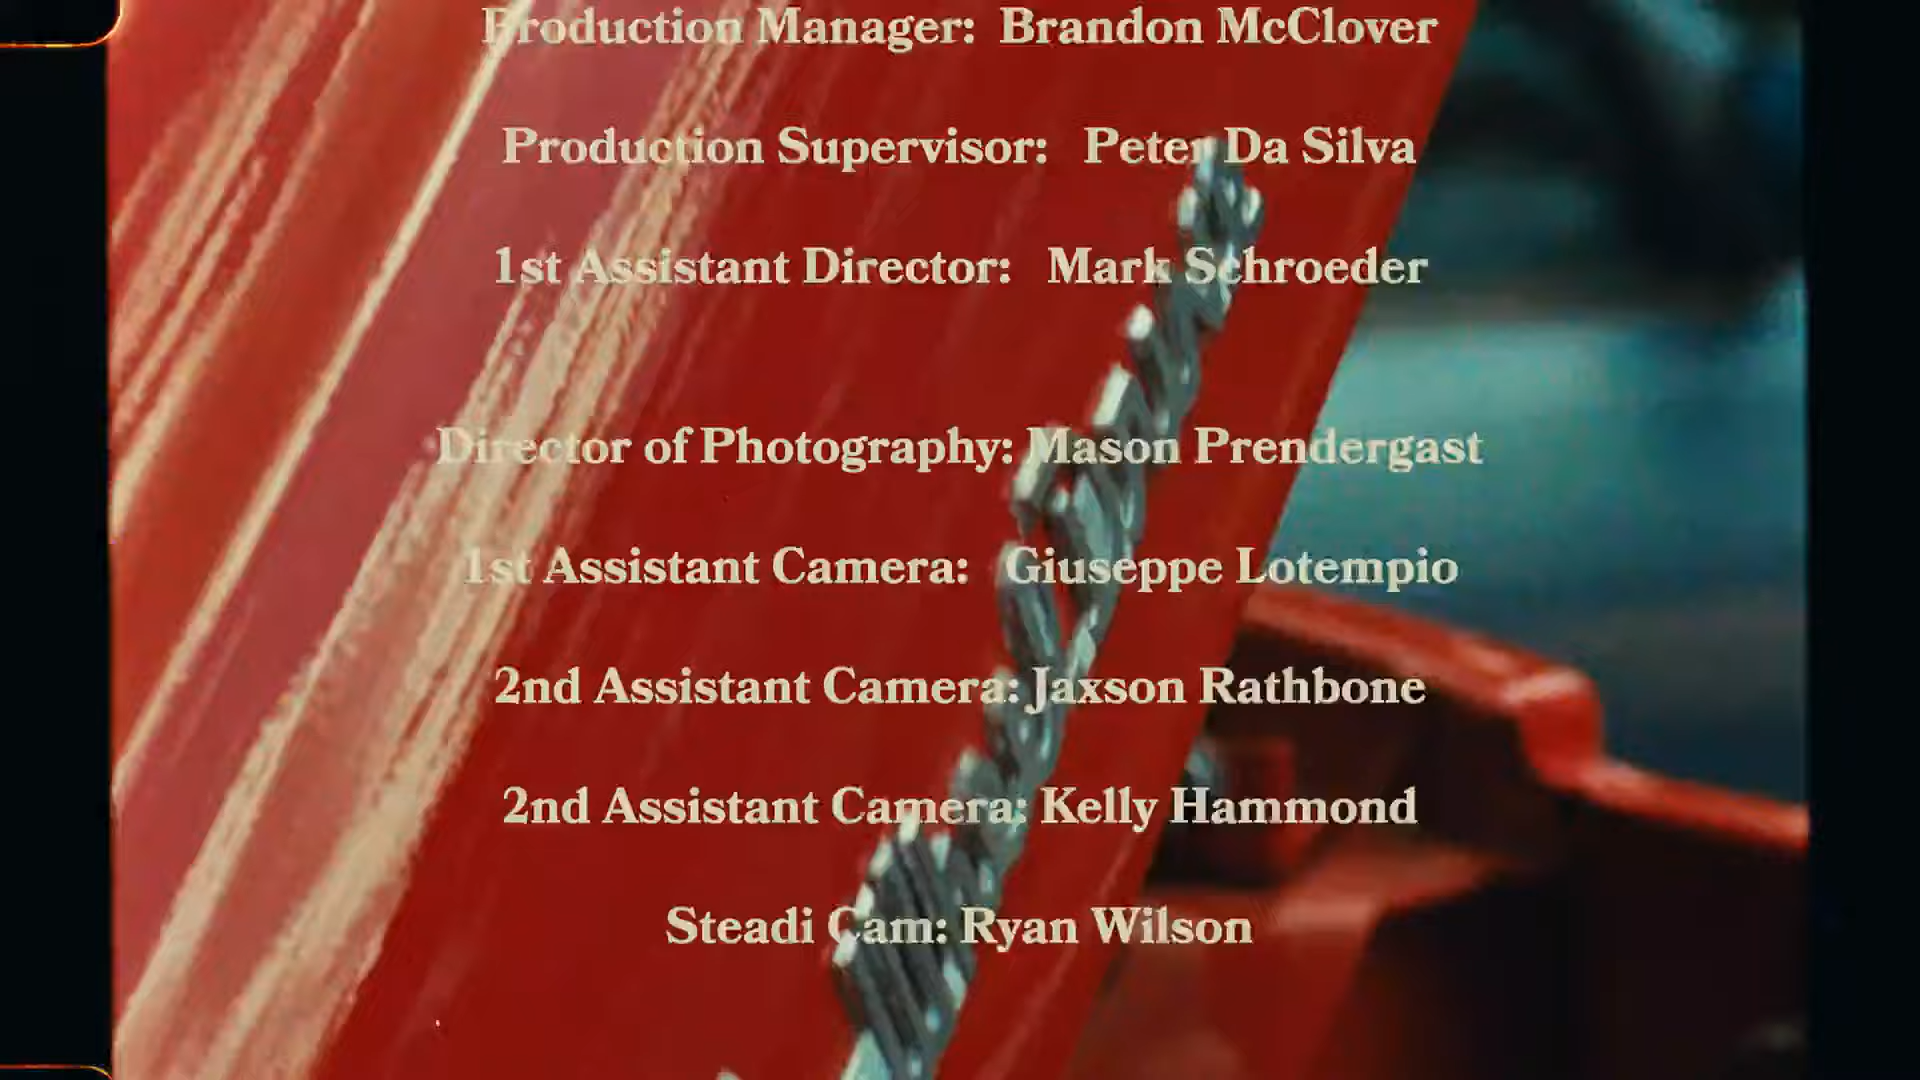 Production Manager: Brandon McClover
Production Supervisor: Peter Da Silva
1st Assistant Director: Mark Schroeder
Director of Photography: Mason Prendergast
1st Assistant Camera: Giuseppe Lotempio
2nd Assistant Camera: Jaxson Rathbone
2nd Assistant Camera: Kelly Hammond
Steadi Cam: Ryan Wilson